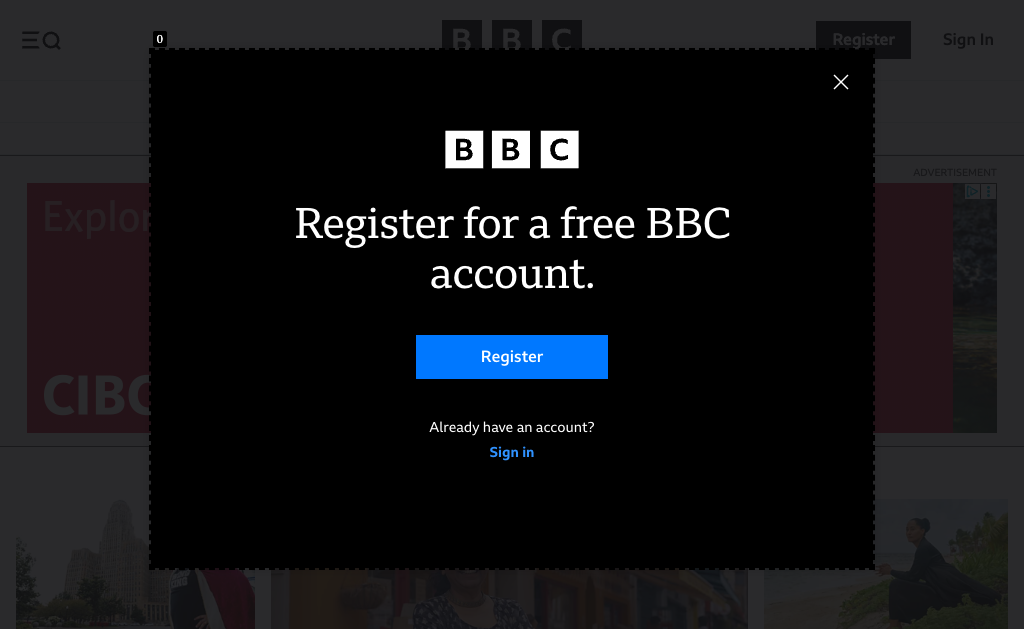 0
BBC
Register
Sign In
ADVERTISEMENT
Explor
CIBC
BBC
Register for a free BBC
account.
Register
Already have an account?
Sign in